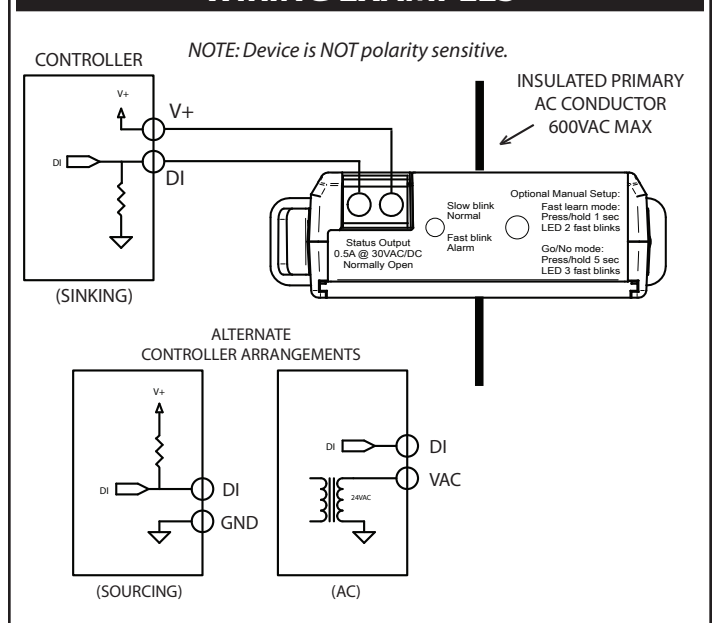 WIRING EXAMPLES
NOTE: Device is NOT polarity sensitive.
CONTROLLER
V+
V+
DI
DI
(SINKING)
INSULATED PRIMARY
AC CONDUCTOR
600VAC MAX
Status Output
0.5A @ 30VAC/DC
Normally Open
Slow blink
Normal
Fast blink
Alarm
Optional Manual Setup:
Fast learn mode:
Press/hold 1 sec
LED 2 fast blinks
Go/No mode:
Press/hold 5 sec
LED 3 fast blinks
ALTERNATE
CONTROLLER ARRANGEMENTS
V+
DI
DI
GND
(SOURCING)
DI
DI
VAC
24VAC
(AC)